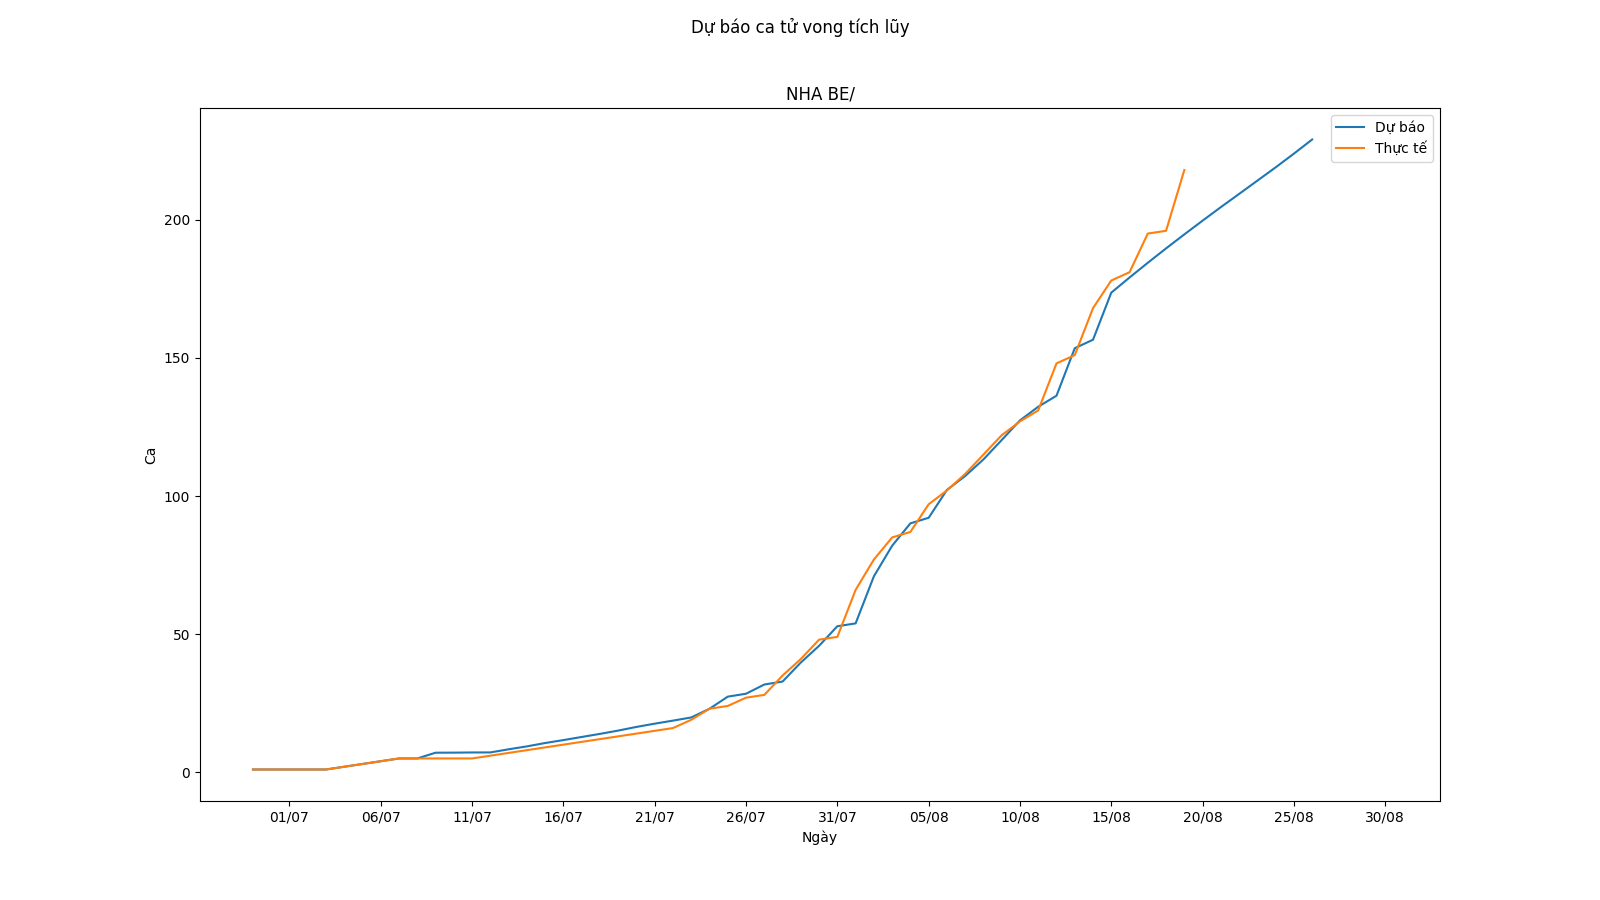 Dự báo ca tử vong tích lũy
NHA BE/
Dự báo
Thực tế
200
150
100
50
0
Ca
01/07 06/07 11/07 16/07 21/07 26/07 31/07 05/08 10/08 15/08 20/08 25/08 30/08
Ngày